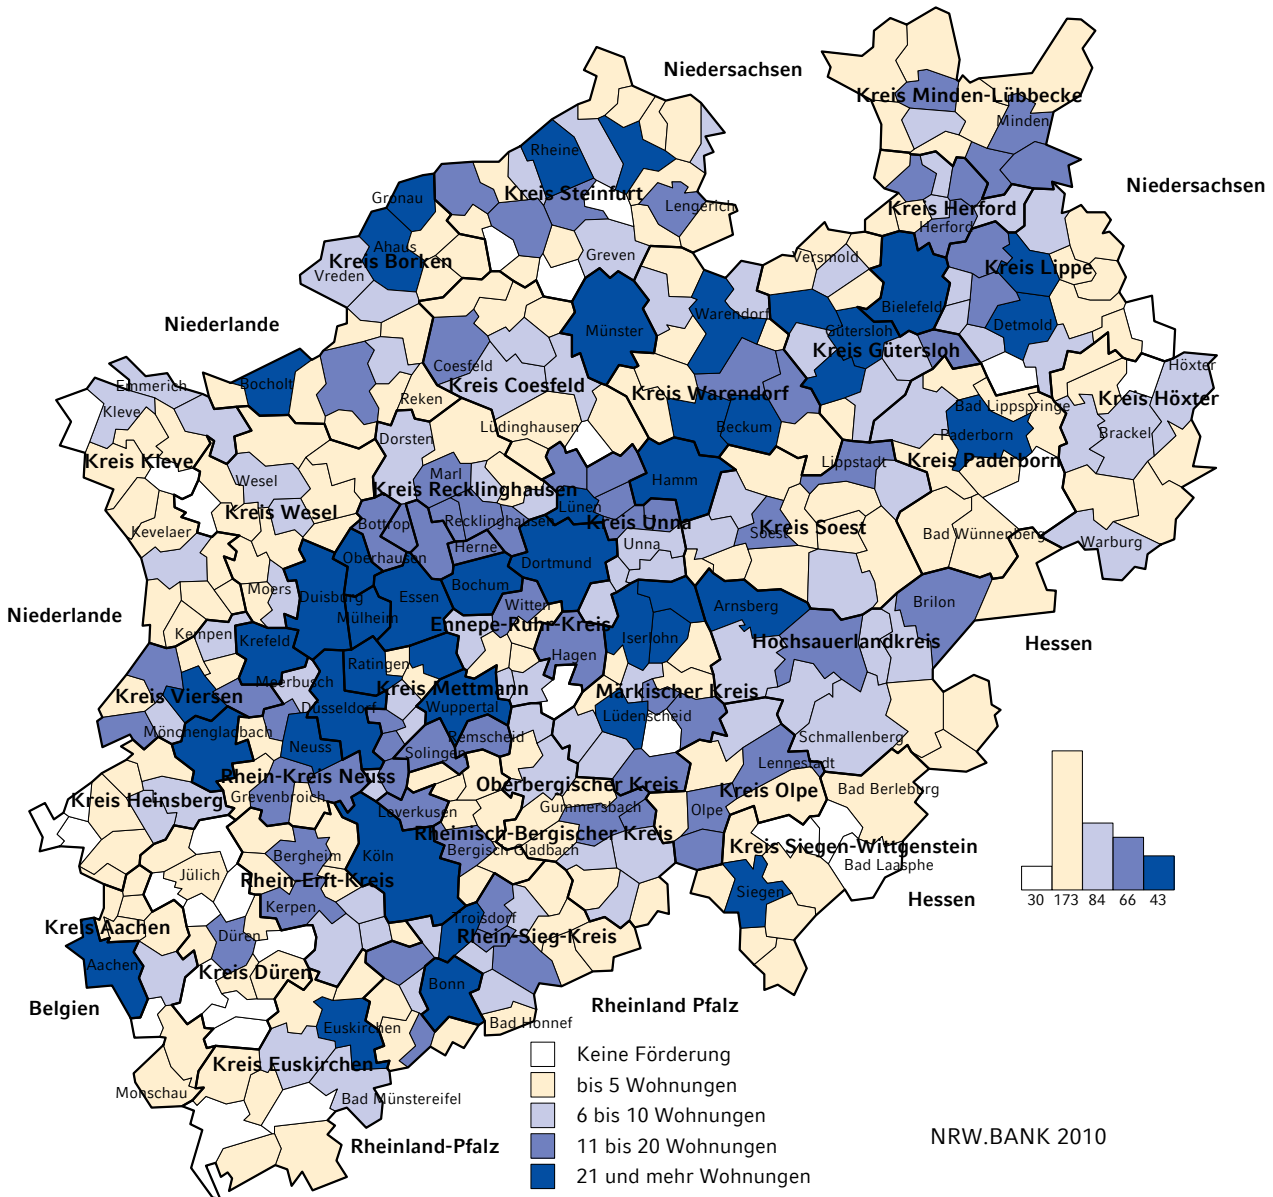 Niedersachsen
Kreis Minden-Lübbecke
Minden
Rheine
Niedersachsen
Gronau
Kreis Steinfurt
Lengerich
Kreis Herford
Herford
Ahaus
Kreis Borken
Greven
Versmold
Kreis Lippe
Vreden
Bielefeld
Niederlande
Münster
Warendorf
Gütersloh
Detmold
Kreis Gütersloh
Coesfeld
Höxter
Emmerich
Bocholt
Kreis Coesfeld
Kreis Warendorf
Kreis Höxter
Kleve
Reken
Bad Lippspringe
Lüdinghausen
Beckum
Paderborn
Brackel
Dorsten
Kreis Kleve
Lippstadt
Kreis Paderborn
Marl
Wesel
Kreis Recklinghausen
Hamm
Kreis Wesel
Lünen
Bottrop
Recklinghausen
Kreis Unna
Kreis Soest
Kevelaer
Soest
Bad Wünnenberg
Unna
Warburg
Herne
Oberhausen
Dortmund
Moers
Duisburg
Essen
Bochum
Niederlande
Witten
Arnsberg
Brilon
Mülheim
Kempen
Krefeld
Ennepe-Ruhr-Kreis
Iserlohn
Hochsauerlandkreis
Hessen
Ratingen
Hagen
Meerbusch
Kreis Viersen
Kreis Mettmann
Märkischer Kreis
Düsseldorf
Wuppertal
Lüdenscheid
Mönchengladbach
Neuss
Remscheid
Schmallenberg
Solingen
Lennestadt
Rhein-Kreis Neuss
Oberbergischer Kreis
Kreis Olpe
Bad Berleburg
Kreis Heinsberg
Grevenbroich
Gummersbach
Olpe
Leverkusen
Rheinisch-Bergischer Kreis
Kreis Siegen-Wittgenstein
Bergheim
Köln
Bergisch Gladbach
Bad Laasphe
Jülich
Rhein-Erft-Kreis
Siegen
Hessen
30 173 84 66 43
Kerpen
Troisdorf
Kreis Aachen
Düren
Rhein-Sieg-Kreis
Aachen
Kreis Düren
Bonn
Belgien
Rheinland Pfalz
Euskirchen
Bad Honnef
Kreis Euskirchen
Monschau
Bad Münstereifel
Rheinland-Pfalz
Keine Förderung
bis 5 Wohnungen
6 bis 10 Wohnungen
11 bis 20 Wohnungen
21 und mehr Wohnungen
NRW.BANK 2010